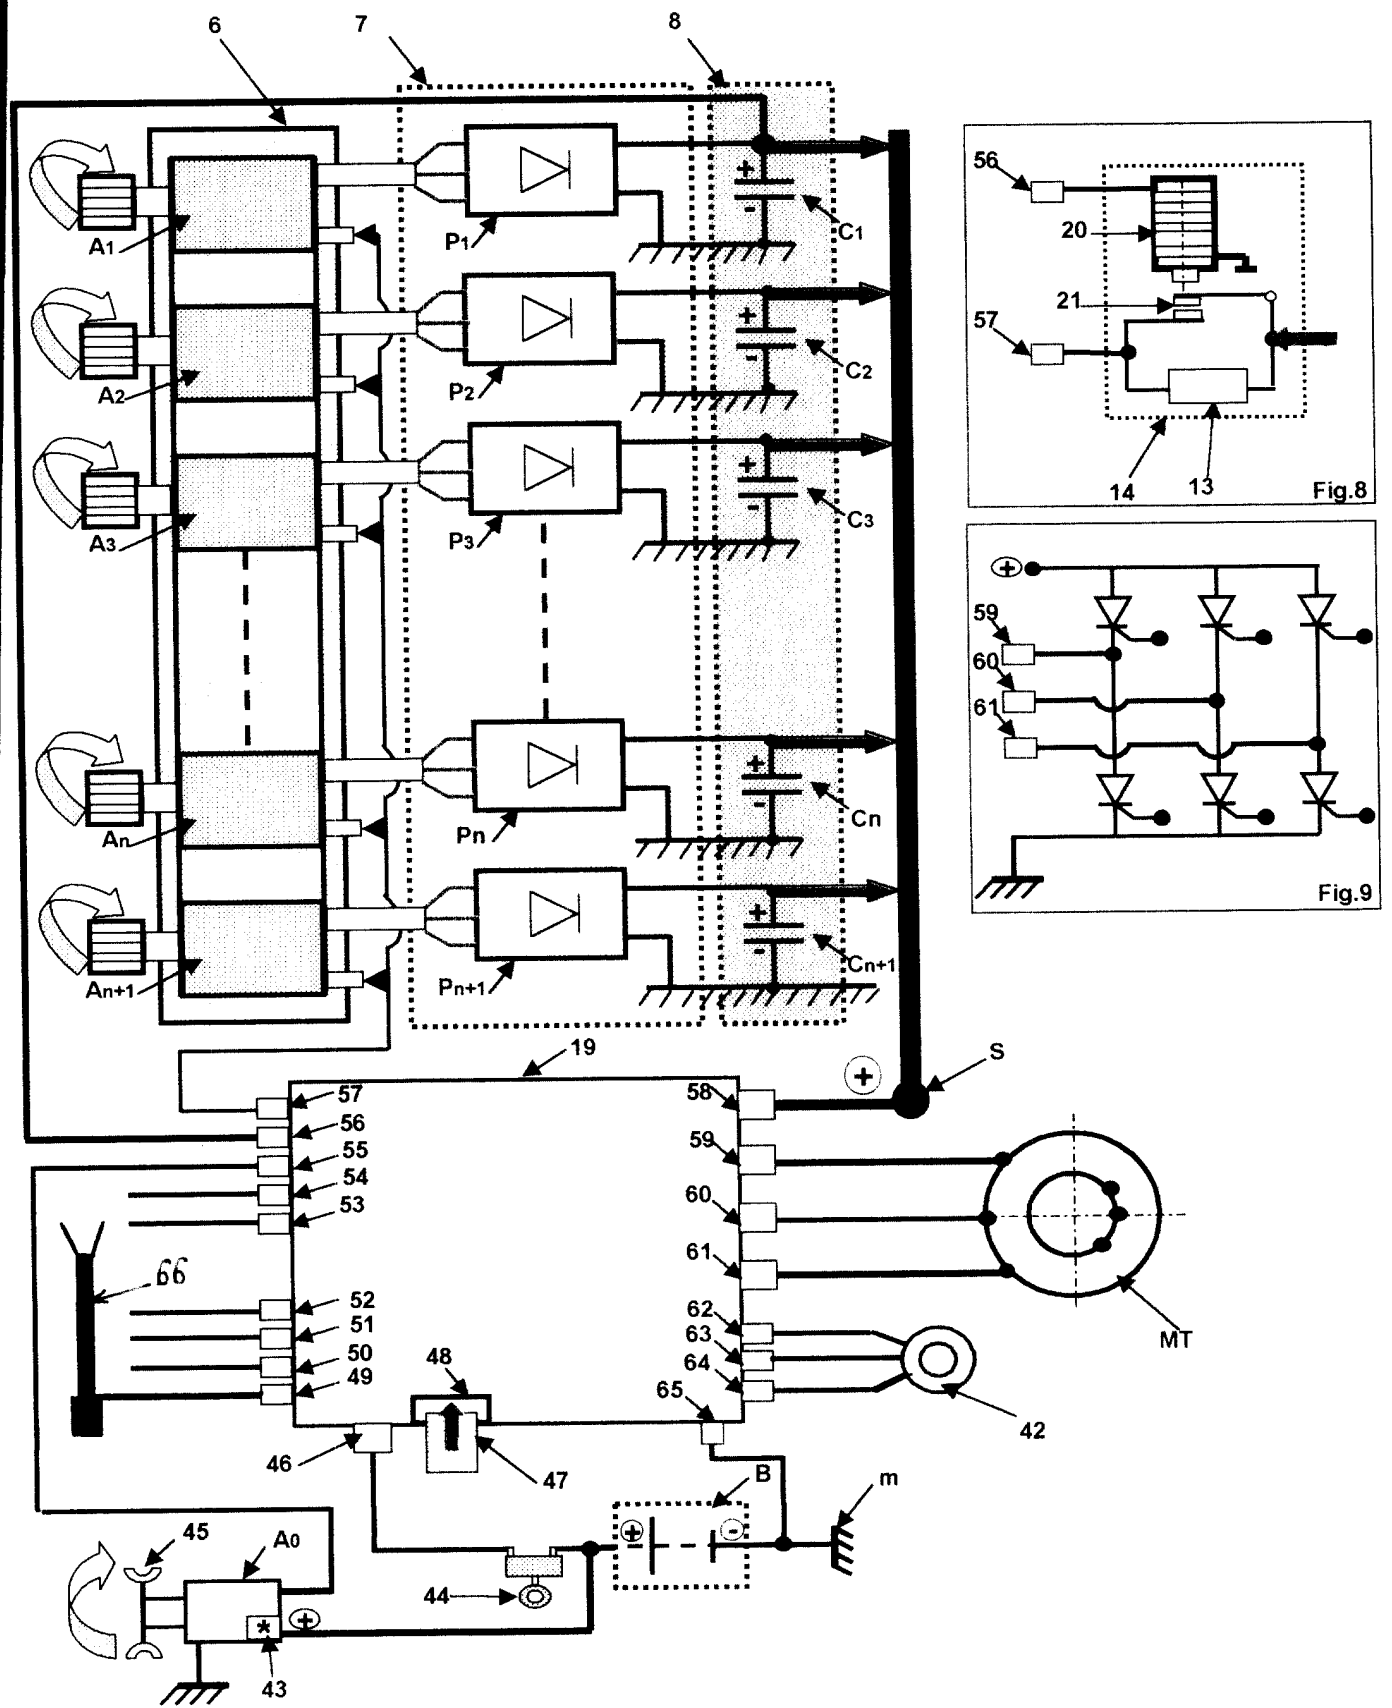 6
7
8
A1
P1
+
-
C1
A2
P2
+
-
C2
A3
P3
+
-
C3
An
Pn
+
-
Cn
An+1
Pn+1
+
-
Cn+1
56
20
21
57
14
13
Fig.8
+
59
60
61
Fig.9
19
+
S
57
56
55
54
53
66
52
51
50
49
58
59
60
61
62
63
64
65
MT
42
46
48
47
B
m
+
-
44
45
A0
*
+
43